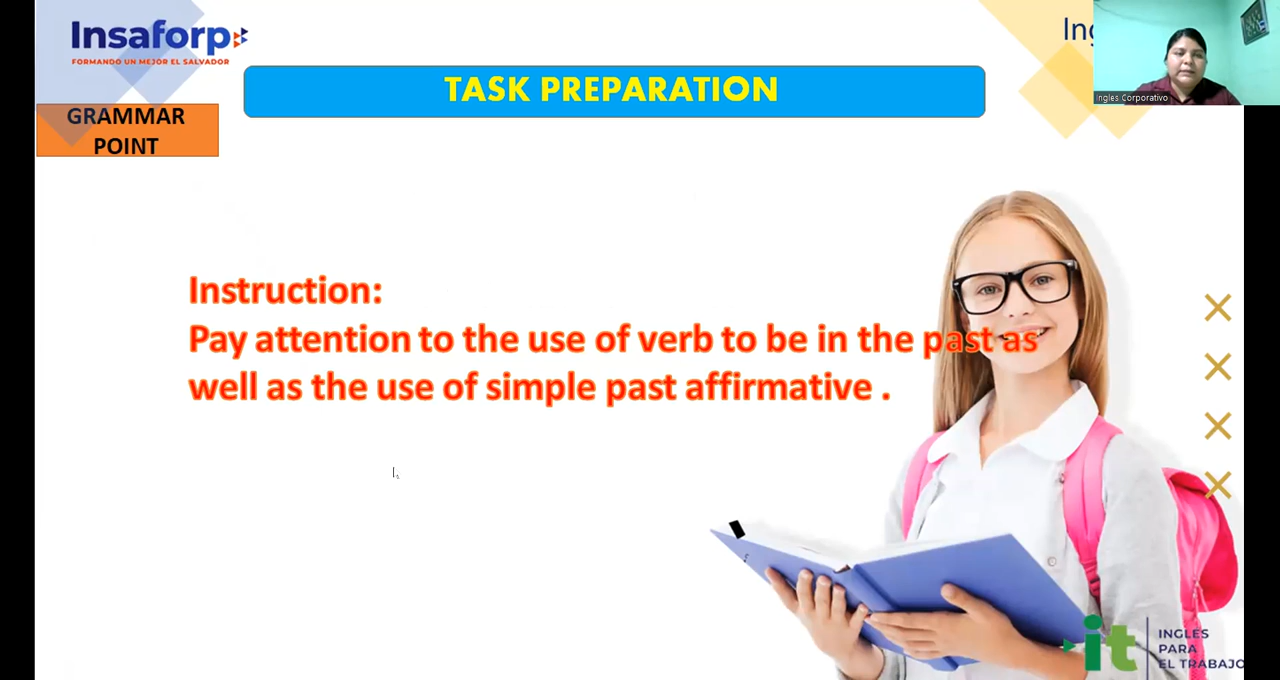 Insaforp
FORMANDO UN MEJOR EL SALVADOR
TASK PREPARATION
GRAMMAR
POINT
Ingles Corporativo
Instruction:
Pay attention to the use of verb to be in the past as
well as the use of simple past affirmative .
it
INGLES
PARA
EL TRABAJO